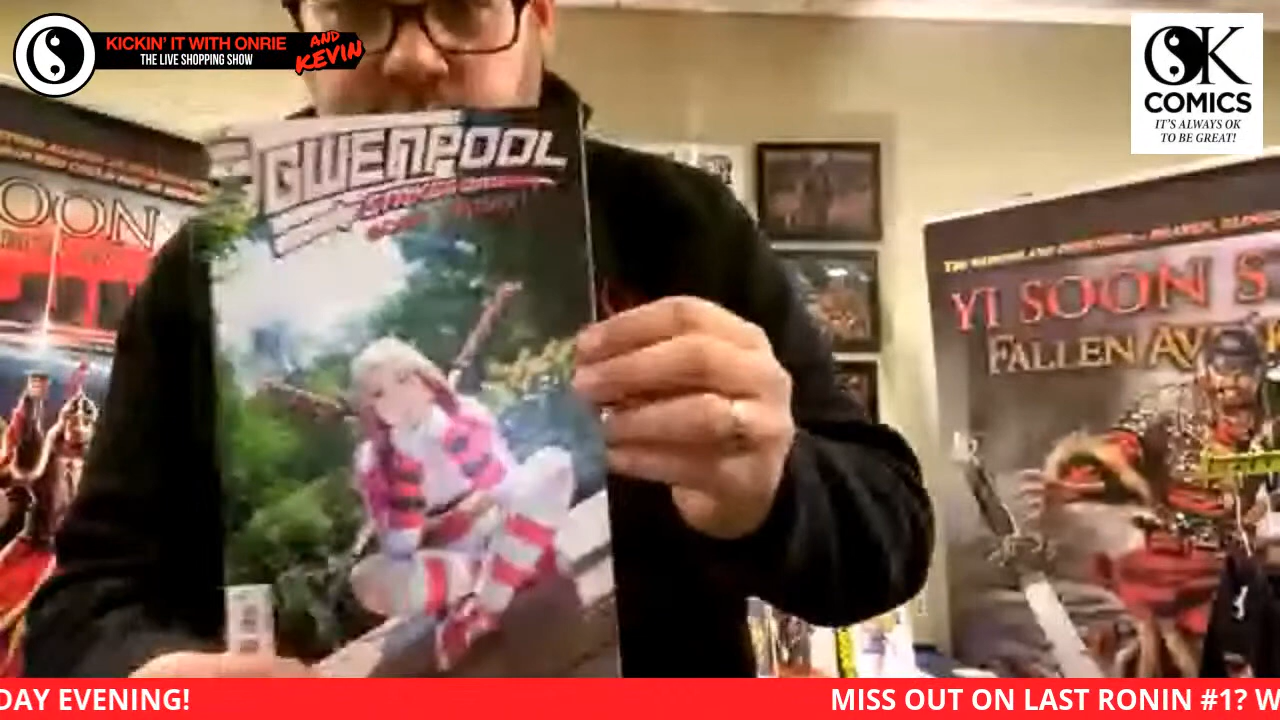 KICKIN' IT WITH ONRIE
AND
KEVIN
THE LIVE SHOPPING SHOW
OK
COMICS
IT'S ALWAYS OK
TO BE GREAT!
GWENPOOL
SOON
YI SOON S
FALLEN AV
DAY EVENING!
MISS OUT ON LAST RONIN #1? W